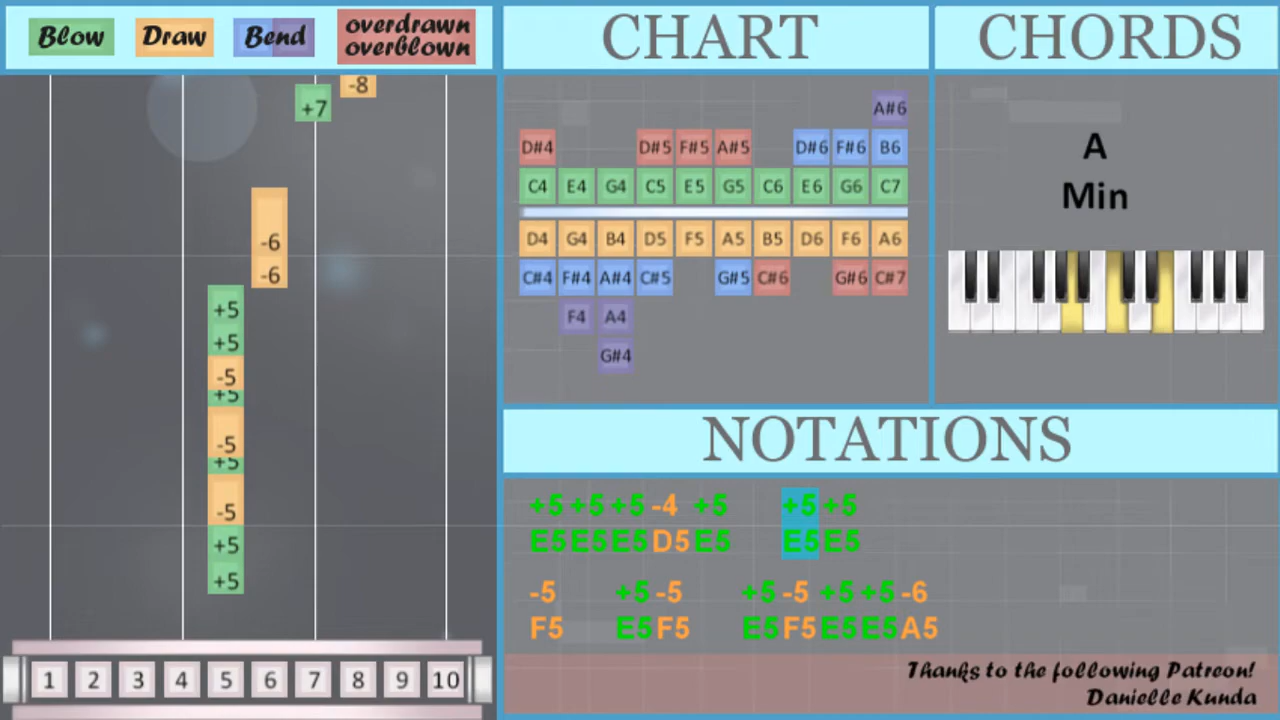 Blow
Draw
Bend
overdrawn
overblown
CHART
CHORDS
-8
+7
-6
-6
+5
+5
-5
+5
-5
+5
-5
+5
+5
1 2 3 4 5 6 7 8 9 10
A#6
D#4 D#5 F#5 A#5 D#6 F#6 B6
C4 E4 G4 C5 E5 G5 C6 E6 G6 C7
D4 G4 B4 D5 F5 A5 B5 D6 F6 A6
C#4 F#4 A#4 C#5 G#5 C#6 G#6 C#7
F4 A4
G#4
A
Min
NOTATIONS
+5 +5 +5 -4 +5 +5 +5
E5 E5 E5 D5 E5 E5 E5
-5 +5 -5 +5 -5 +5 +5 -6
F5 E5 F5 E5 F5 E5 E5 A5
Thanks to the following Patreon!
Danielle Kunda